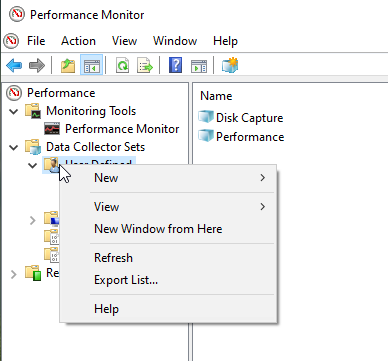 Performance Monitor
File Action View Window Help
Performance
Monitoring Tools
Performance Monitor
Data Collector Sets
User Defined
Re
Name
Disk Capture
Performance
New
View
New Window from Here
Refresh
Export List...
Help